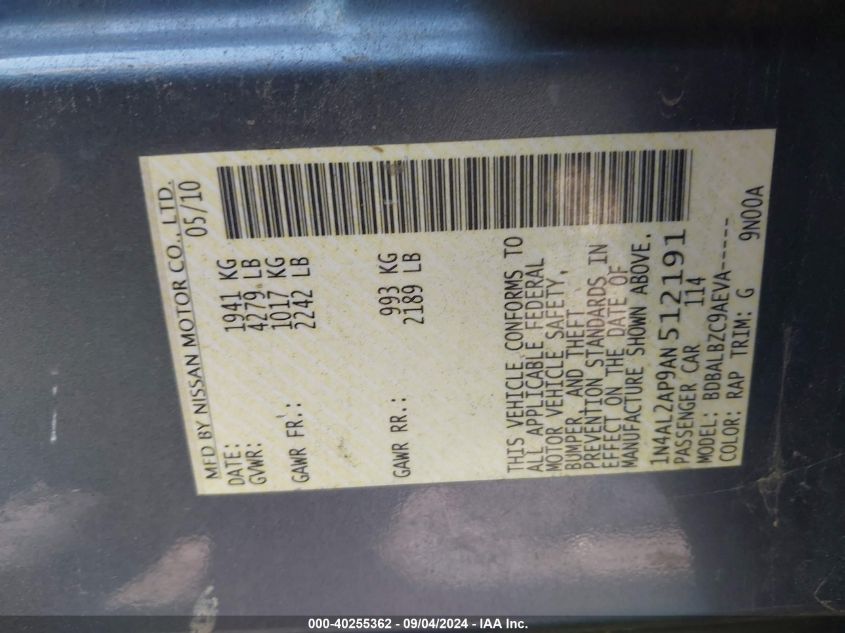 MFD BY NISSAN MOTOR CO., LTD.
DATE: 05/10
GVWR: 1941 KG
4279 LB
GAWR FR.: 1017 KG
2242 LB
GAWR RR.: 993 KG
2189 LB
THIS VEHICLE CONFORMS TO
ALL APPLICABLE FEDERAL
MOTOR VEHICLE SAFETY,
BUMPER, AND THEFT
PREVENTION STANDARDS IN
EFFECT ON THE DATE OF
MANUFACTURE SHOWN ABOVE.
1N4AL2AP9AN512191
PASSENGER CAR 114
MODEL: BDBALBZC9AEVA-----
COLOR: RAP TRIM: G 9N00A
000-40255362 - 09/04/2024 - IAA Inc.